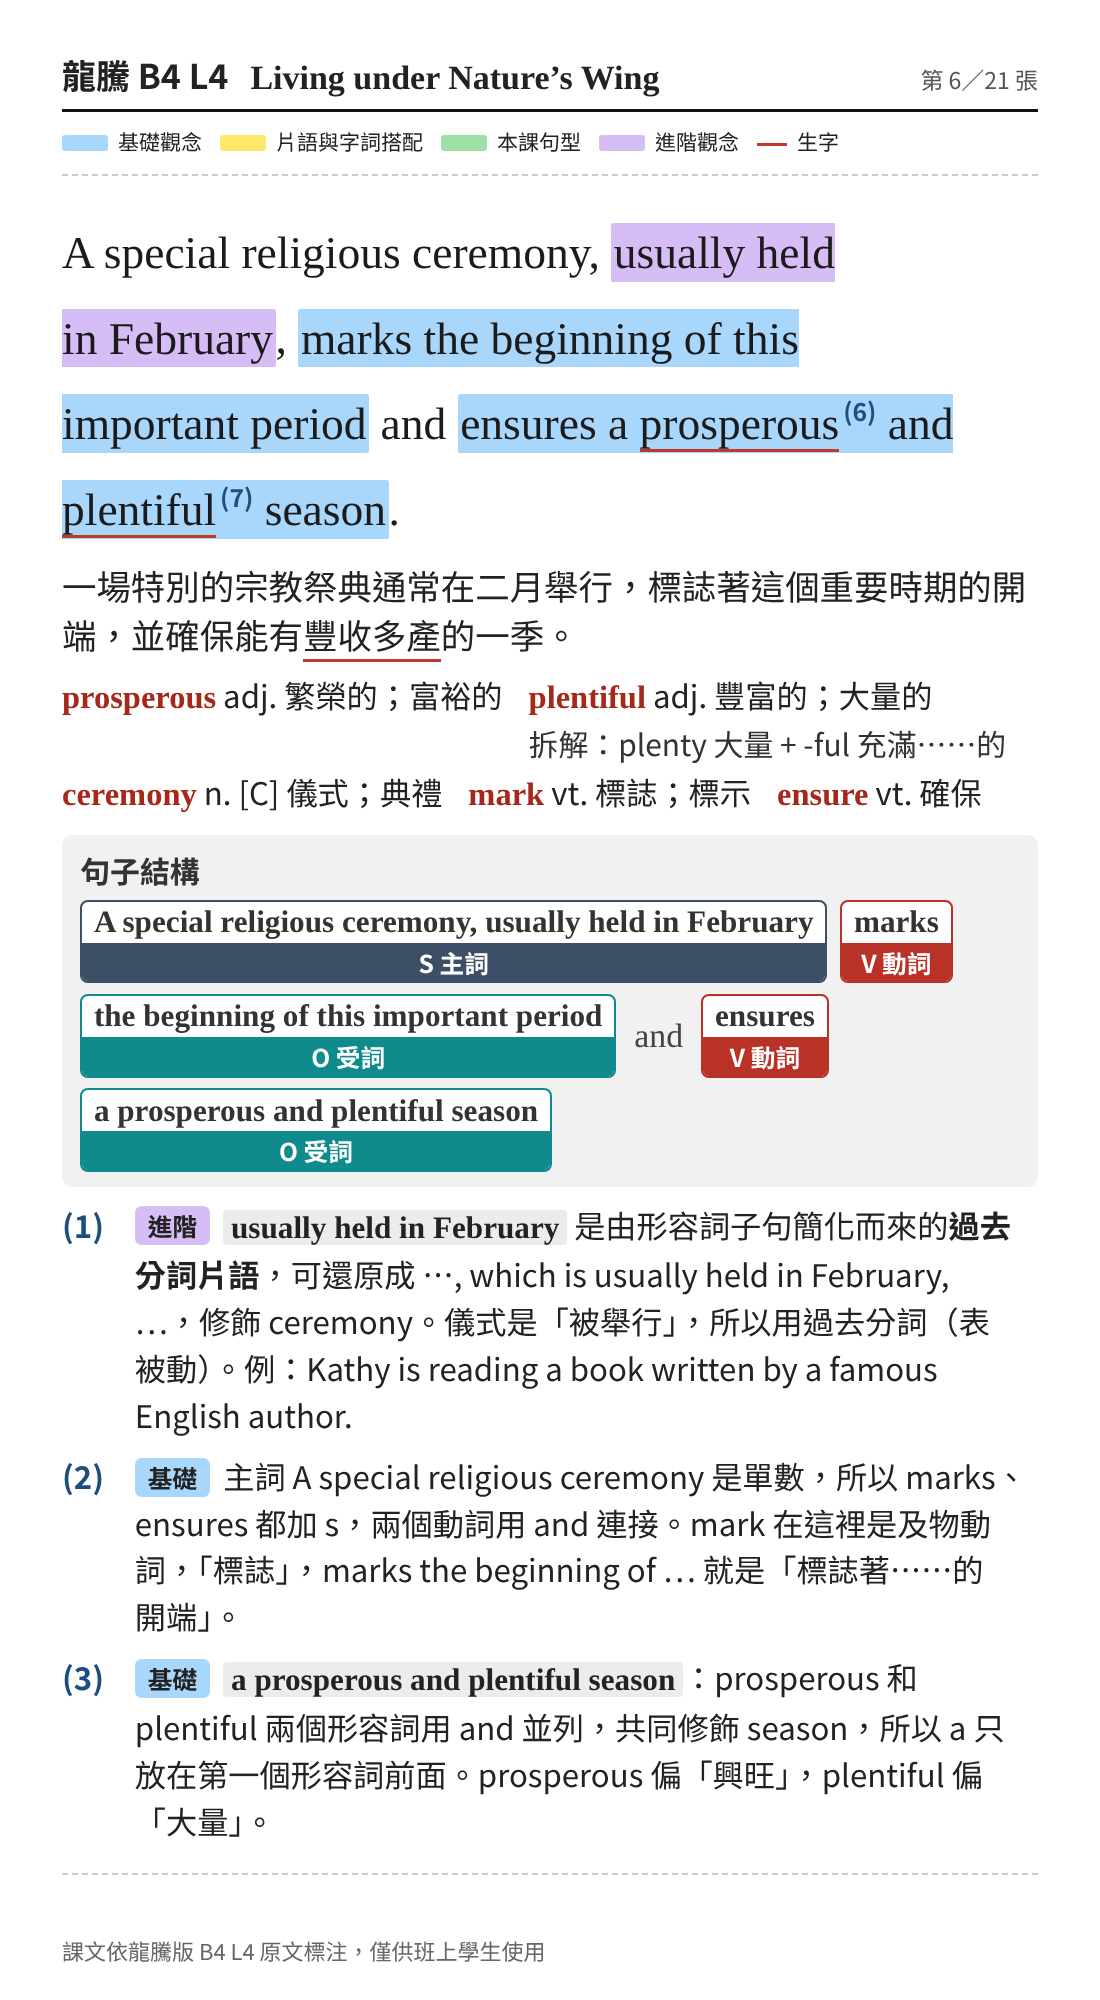 龍騰 B4 L4 Living under Nature’s Wing 第 6／21 張
基礎觀念 片語與字詞搭配 本課句型 進階觀念 生字
A special religious ceremony, usually held
in February, marks the beginning of this
important period and ensures a prosperous(6) and
plentiful(7) season.
一場特別的宗教祭典通常在二月舉行，標誌著這個重要時期的開
端，並確保能有豐收多產的一季。
prosperous adj. 繁榮的；富裕的 plentiful adj. 豐富的；大量的
拆解：plenty 大量 + -ful 充滿……的
ceremony n. [C] 儀式；典禮 mark vt. 標誌；標示 ensure vt. 確保
句子結構
A special religious ceremony, usually held in February marks
S 主詞 V 動詞
the beginning of this important period and ensures
O 受詞 V 動詞
a prosperous and plentiful season
O 受詞
(1) 進階 usually held in February 是由形容詞子句簡化而來的過去
分詞片語，可還原成 …, which is usually held in February,
…，修飾 ceremony。儀式是「被舉行」，所以用過去分詞（表
被動）。例：Kathy is reading a book written by a famous
English author.
(2) 基礎 主詞 A special religious ceremony 是單數，所以 marks、
ensures 都加 s，兩個動詞用 and 連接。mark 在這裡是及物動
詞，「標誌」，marks the beginning of … 就是「標誌著……的
開端」。
(3) 基礎 a prosperous and plentiful season：prosperous 和
plentiful 兩個形容詞用 and 並列，共同修飾 season，所以 a 只
放在第一個形容詞前面。prosperous 偏「興旺」，plentiful 偏
「大量」。
課文依龍騰版 B4 L4 原文標注，僅供班上學生使用